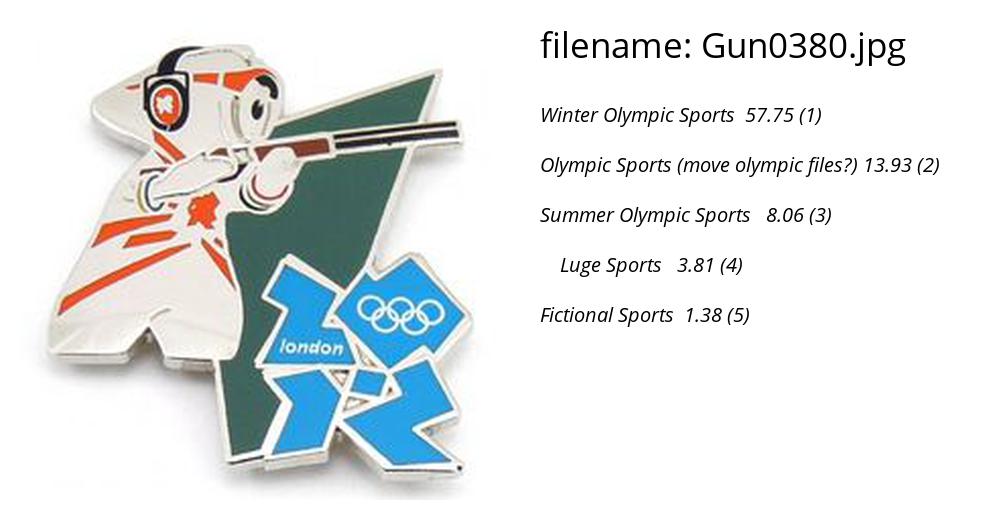 filename: Gun0380.jpg
Winter Olympic Sports 57.75 (1)
Olympic Sports (move olympic files?) 13.93 (2)
Summer Olympic Sports 8.06 (3)
Luge Sports 3.81 (4)
Fictional Sports 1.38 (5)
london